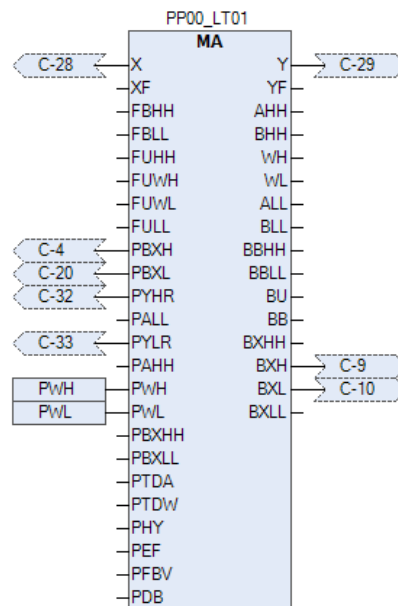 PP00_LT01
MA
C-28 X Y C-29
XF YF
FBHH AHH
FBLL BHH
FUHH WH
FUWH WL
FUWL ALL
FULL BLL
C-4 PBXH BBHH
C-20 PBXL BBLL
C-32 PYHR BU
PALL BB
C-33 PYLR BXHH
PAHH BXH C-9
PWH PWH BXL C-10
PWL PWL BXLL
PBXHH
PBXLL
PTDA
PTDW
PHY
PEF
PFBV
PDB